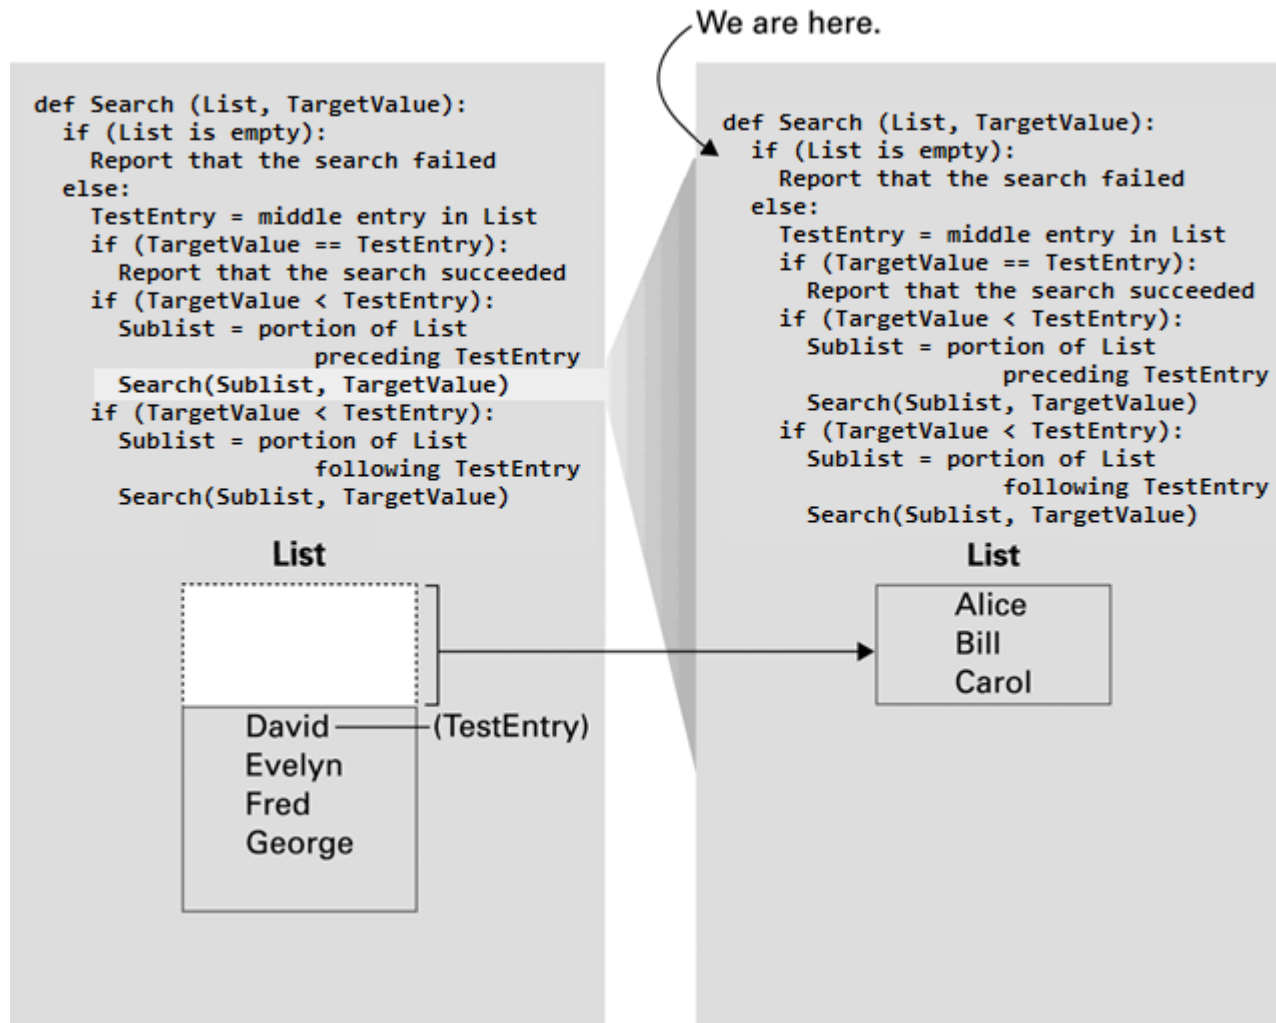 We are here.
def Search (List, TargetValue):
  if (List is empty):
    Report that the search failed
  else:
    TestEntry = middle entry in List
    if (TargetValue == TestEntry):
      Report that the search succeeded
    if (TargetValue < TestEntry):
      Sublist = portion of List
                    preceding TestEntry
      Search(Sublist, TargetValue)
    if (TargetValue < TestEntry):
      Sublist = portion of List
                    following TestEntry
      Search(Sublist, TargetValue)
List
David
(TestEntry)
Evelyn
Fred
George
def Search (List, TargetValue):
  if (List is empty):
    Report that the search failed
  else:
    TestEntry = middle entry in List
    if (TargetValue == TestEntry):
      Report that the search succeeded
    if (TargetValue < TestEntry):
      Sublist = portion of List
                    preceding TestEntry
      Search(Sublist, TargetValue)
    if (TargetValue < TestEntry):
      Sublist = portion of List
                    following TestEntry
      Search(Sublist, TargetValue)
List
Alice
Bill
Carol